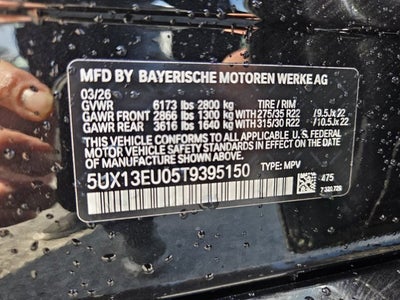 MFD BY BAYERISCHE MOTOREN WERKE AG
03/26
GVWR 6173 lbs 2800 kg TIRE / RIM
GAWR FRONT 2866 lbs 1300 kg WITH 275/35 R22 /9.5Jx22
GAWR REAR 3616 lbs 1640 kg WITH 315/30 R22 /10.5Jx22
THIS VEHICLE CONFORMS TO ALL APPLICABLE U.S. FEDERAL
MOTOR VEHICLE SAFETY STANDARDS IN EFFECT ON THE
DATE OF MANUFACTURE SHOWN ABOVE.
5UX13EU05T9395150 TYPE: MPV
475